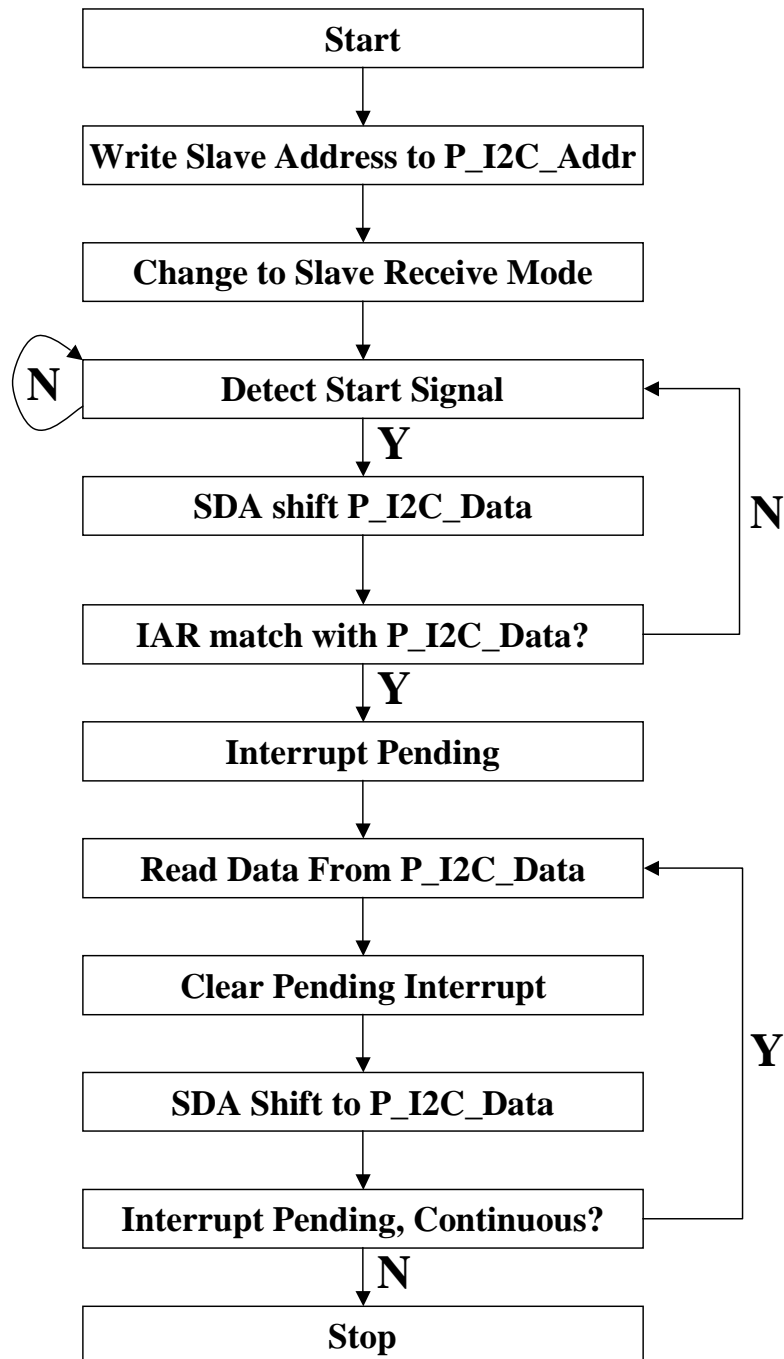 Start
Write Slave Address to P_I2C_Addr
Change to Slave Receive Mode
N
Detect Start Signal
Y
SDA shift P_I2C_Data
N
IAR match with P_I2C_Data?
Y
Interrupt Pending
Read Data From P_I2C_Data
Clear Pending Interrupt
Y
SDA Shift to P_I2C_Data
Interrupt Pending, Continuous?
N
Stop